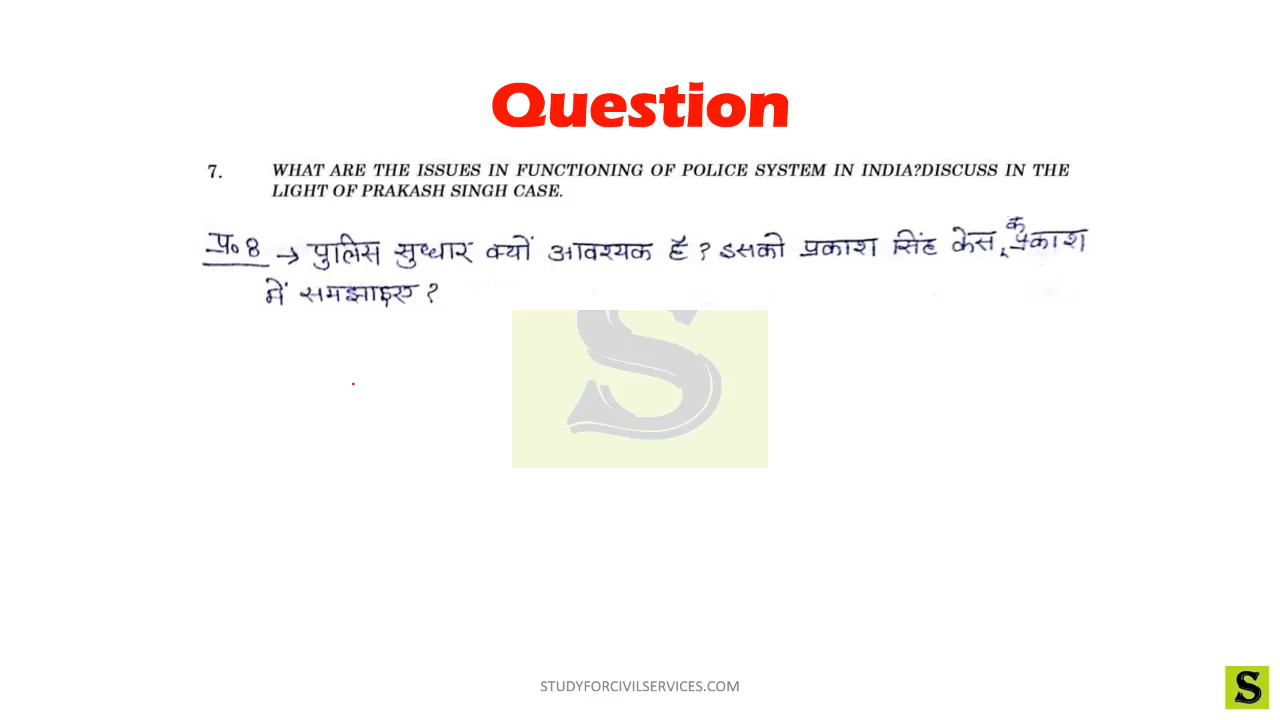 Question
7. WHAT ARE THE ISSUES IN FUNCTIONING OF POLICE SYSTEM IN INDIA?DISCUSS IN THE
LIGHT OF PRAKASH SINGH CASE.
प्र० 8 → पुलिस सुधार क्यों आवश्यक है ? इसको प्रकाश सिंह केस के प्रकाश
में समझाइए ?
S
STUDYFORCIVILSERVICES.COM
S